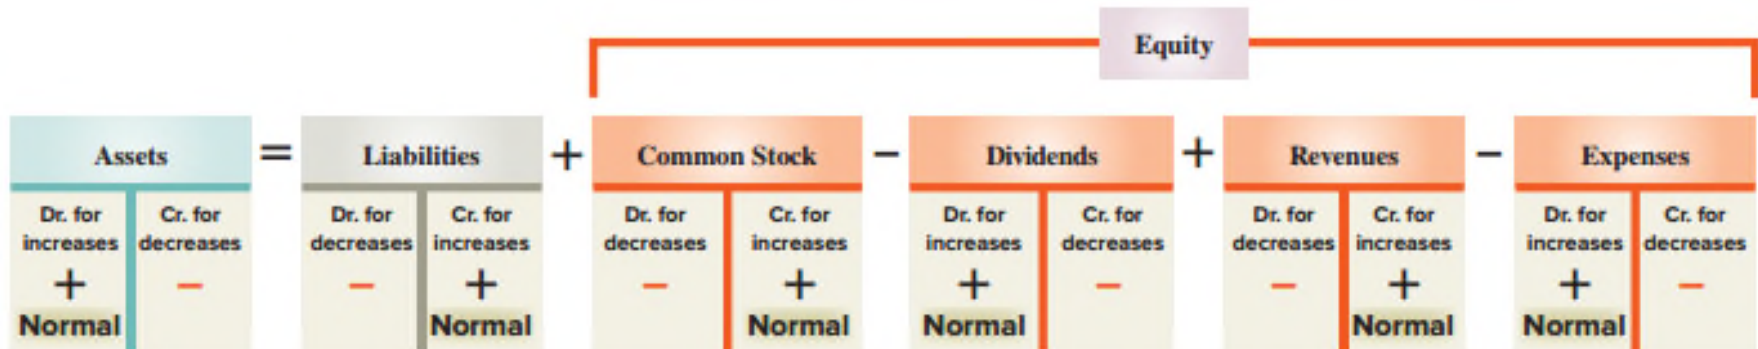 Equity
Assets = Liabilities + Common Stock − Dividends + Revenues − Expenses
Dr. for increases + Normal
Cr. for decreases −
Dr. for decreases −
Cr. for increases + Normal
Dr. for decreases −
Cr. for increases + Normal
Dr. for increases + Normal
Cr. for decreases −
Dr. for decreases −
Cr. for increases + Normal
Dr. for increases + Normal
Cr. for decreases −